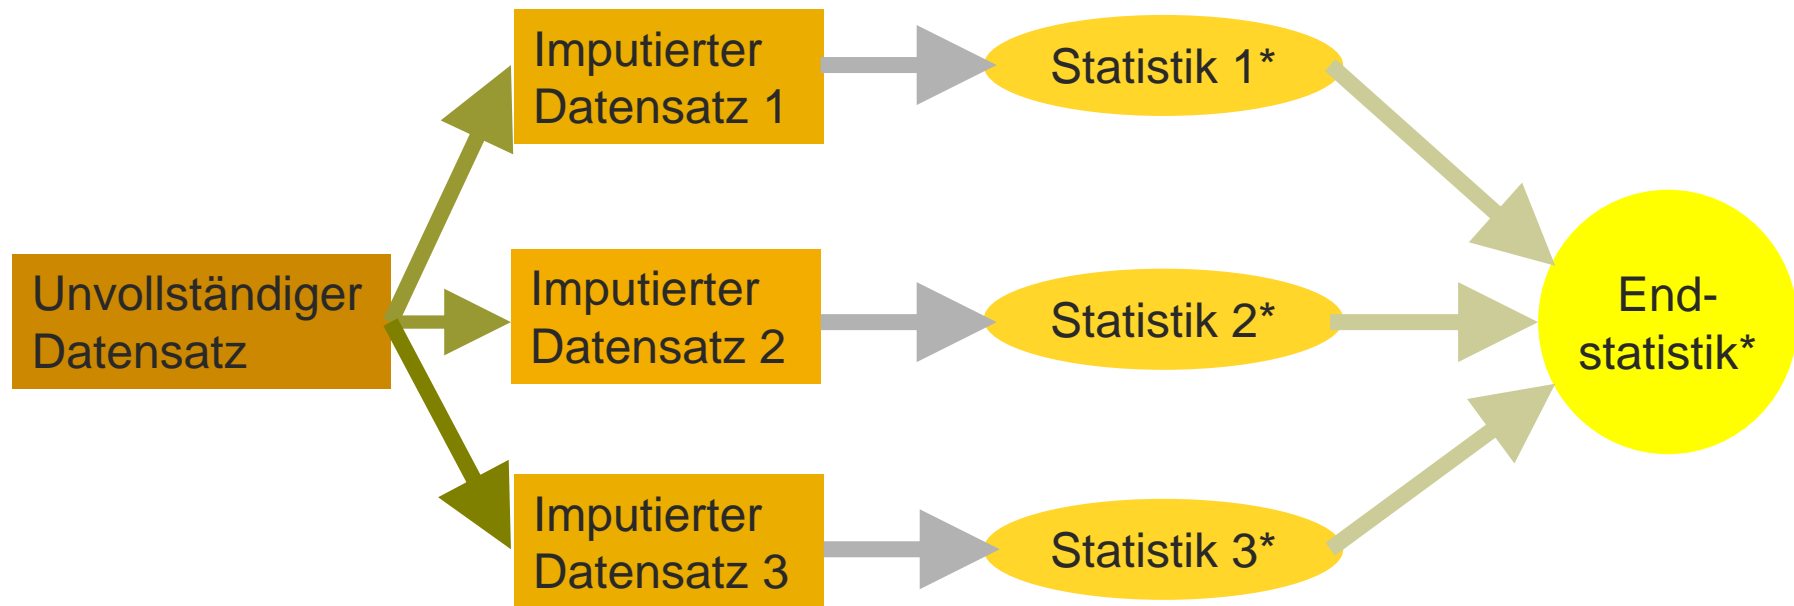 Unvollständiger
Datensatz
Imputierter
Datensatz 1
Imputierter
Datensatz 2
Imputierter
Datensatz 3
Statistik 1*
Statistik 2*
Statistik 3*
End-
statistik*